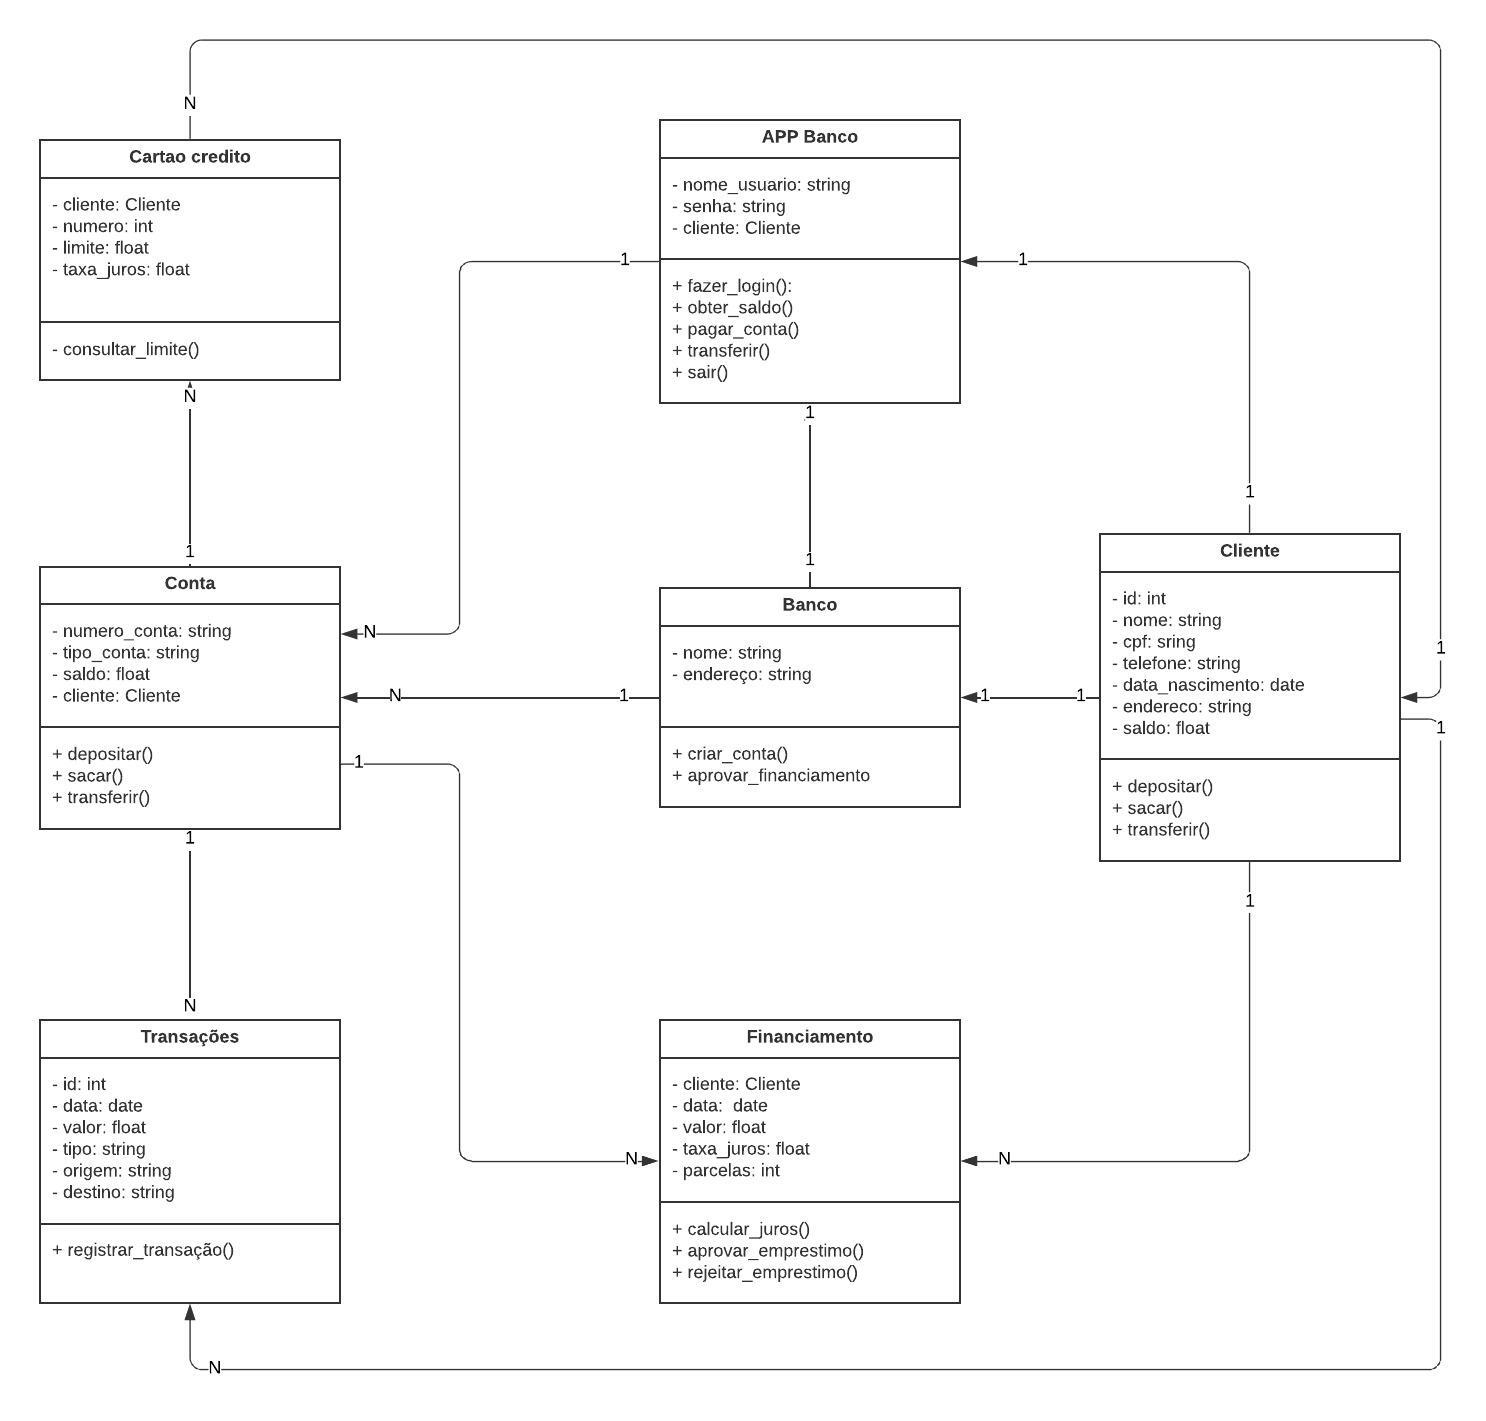 N
Cartao credito
- cliente: Cliente
- numero: int
- limite: float
- taxa_juros: float
- consultar_limite()
N
1
APP Banco
- nome_usuario: string
- senha: string
- cliente: Cliente
+ fazer_login():
+ obter_saldo()
+ pagar_conta()
+ transferir()
+ sair()
1
1
1
1
1
Conta
- numero_conta: string
- tipo_conta: string
- saldo: float
- cliente: Cliente
+ depositar()
+ sacar()
+ transferir()
N
N
1
1
Banco
- nome: string
- endereço: string
+ criar_conta()
+ aprovar_financiamento
1
1
1
Cliente
- id: int
- nome: string
- cpf: sring
- telefone: string
- data_nascimento: date
- endereco: string
- saldo: float
+ depositar()
+ sacar()
+ transferir()
1
1
1
N
Transações
- id: int
- data: date
- valor: float
- tipo: string
- origem: string
- destino: string
+ registrar_transação()
Financiamento
- cliente: Cliente
- data:  date
- valor: float
- taxa_juros: float
- parcelas: int
+ calcular_juros()
+ aprovar_emprestimo()
+ rejeitar_emprestimo()
N
N
1
N